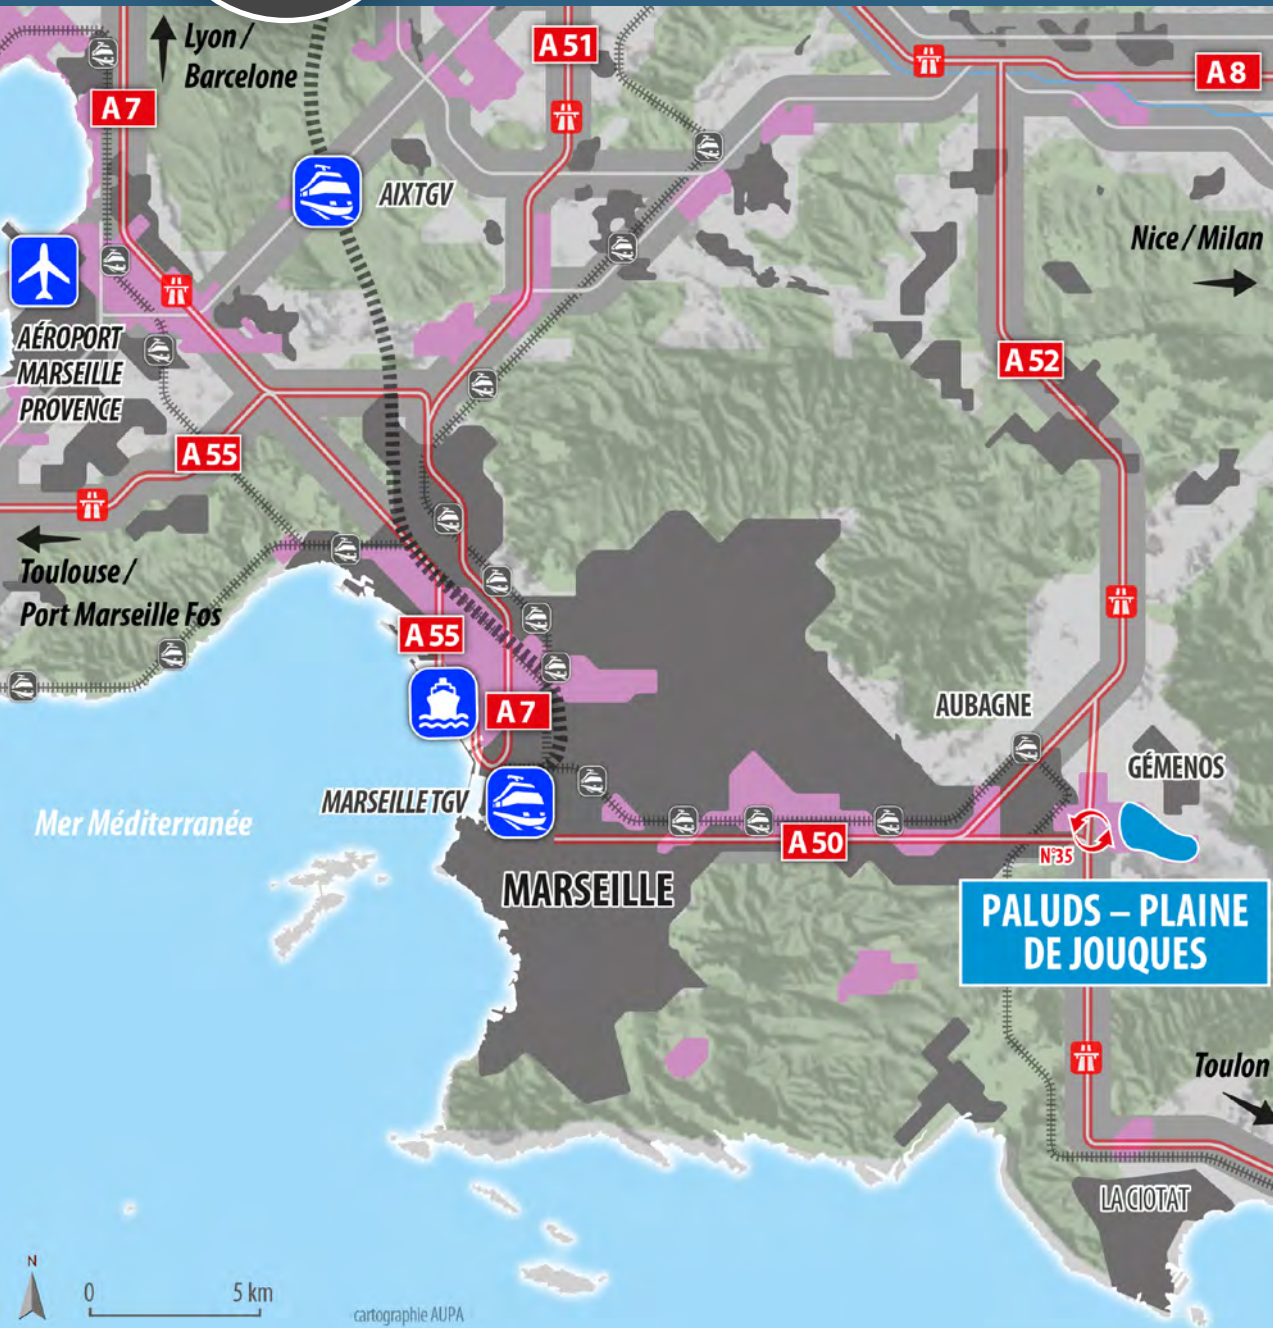 Lyon /
Barcelone
A 51
A 8
A 7
AIX TGV
Nice / Milan
AÉROPORT
MARSEILLE
PROVENCE
A 52
A 55
Toulouse /
Port Marseille Fos
A 55
A 7
AUBAGNE
GÉMENOS
MARSEILLE TGV
Mer Méditerranée
A 50
N°35
MARSEILLE
PALUDS – PLAINE
DE JOUQUES
Toulon
LA CIOTAT
N
0 5 km
cartographie AUPA